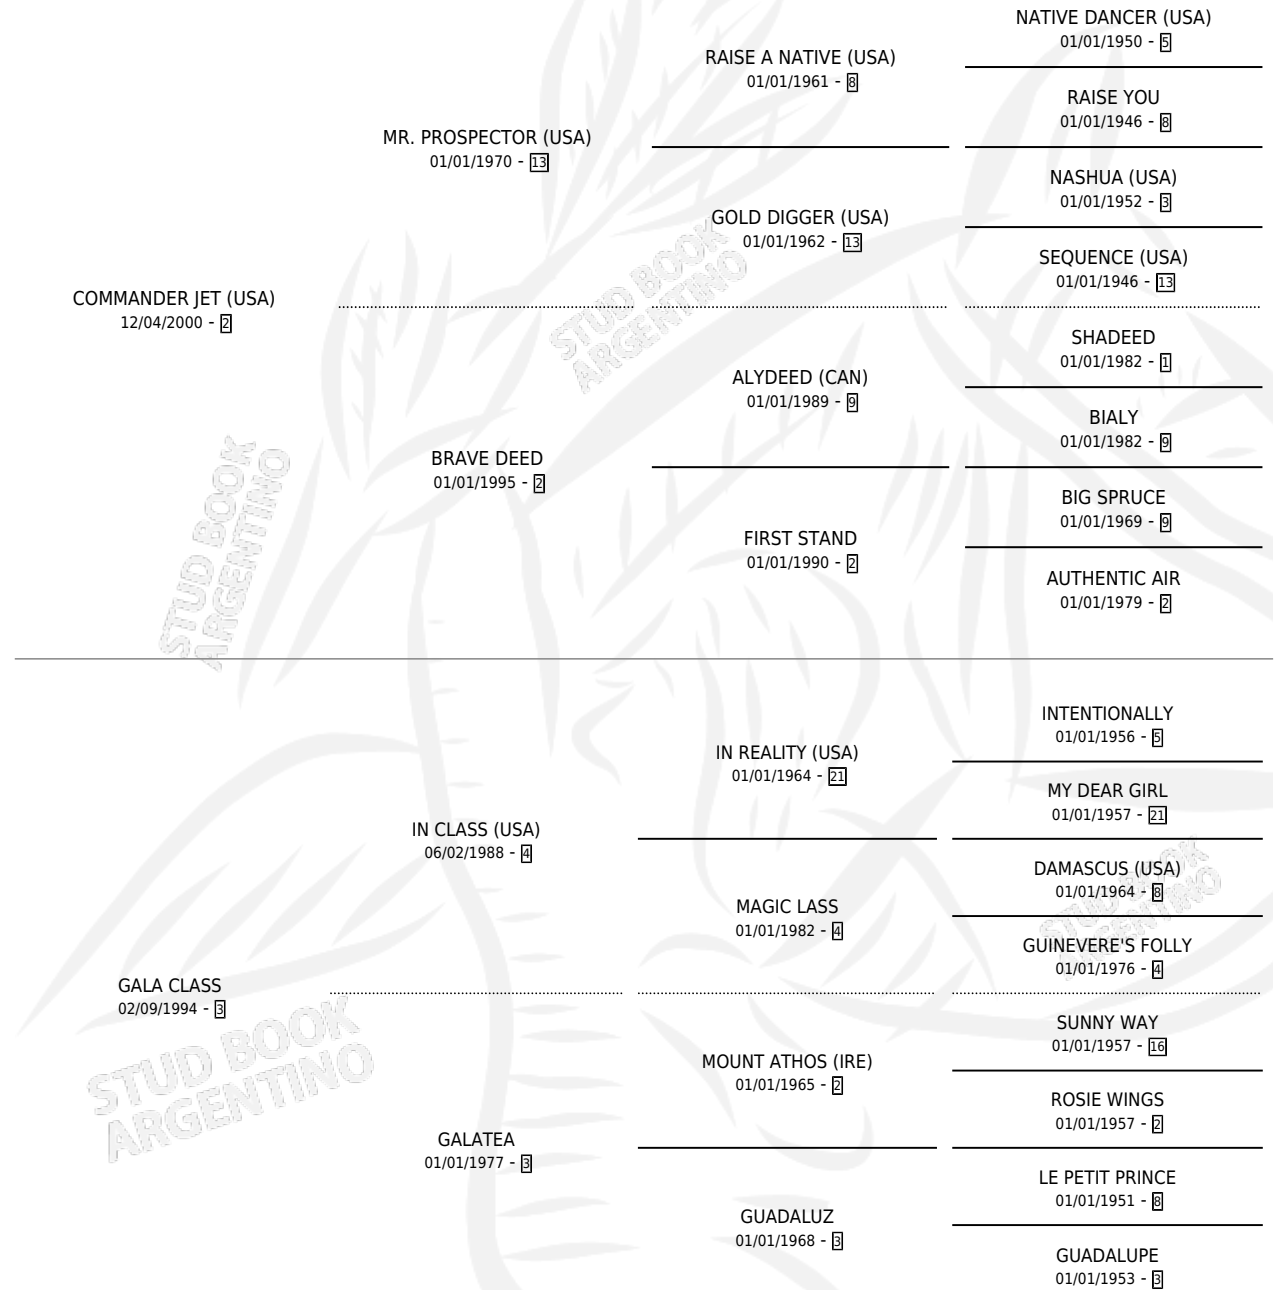 NATIVE DANCER (USA)
01/01/1950 - 5
RAISE A NATIVE (USA)
01/01/1961 - 8
RAISE YOU
01/01/1946 - 8
MR. PROSPECTOR (USA)
01/01/1970 - 13
NASHUA (USA)
01/01/1952 - 3
GOLD DIGGER (USA)
01/01/1962 - 13
SEQUENCE (USA)
01/01/1946 - 13
COMMANDER JET (USA)
12/04/2000 - 2
STUD BOOK
ARGENTINO
SHADEED
01/01/1982 - 1
ALYDEED (CAN)
01/01/1989 - 9
BIALY
01/01/1982 - 9
BRAVE DEED
01/01/1995 - 2
BIG SPRUCE
01/01/1969 - 9
FIRST STAND
01/01/1990 - 2
AUTHENTIC AIR
01/01/1979 - 2
STUD BOOK
ARGENTINO
INTENTIONALLY
01/01/1956 - 5
IN REALITY (USA)
01/01/1964 - 21
MY DEAR GIRL
01/01/1957 - 21
IN CLASS (USA)
06/02/1988 - 4
DAMASCUS (USA)
01/01/1964 - 8
MAGIC LASS
01/01/1982 - 4
STUD BOOK
ARGENTINO
GUINEVERE'S FOLLY
01/01/1976 - 4
GALA CLASS
02/09/1994 - 3
STUD BOOK
ARGENTINO
SUNNY WAY
01/01/1957 - 16
MOUNT ATHOS (IRE)
01/01/1965 - 2
ROSIE WINGS
01/01/1957 - 2
GALATEA
01/01/1977 - 3
LE PETIT PRINCE
01/01/1951 - 8
GUADALUZ
01/01/1968 - 3
GUADALUPE
01/01/1953 - 3